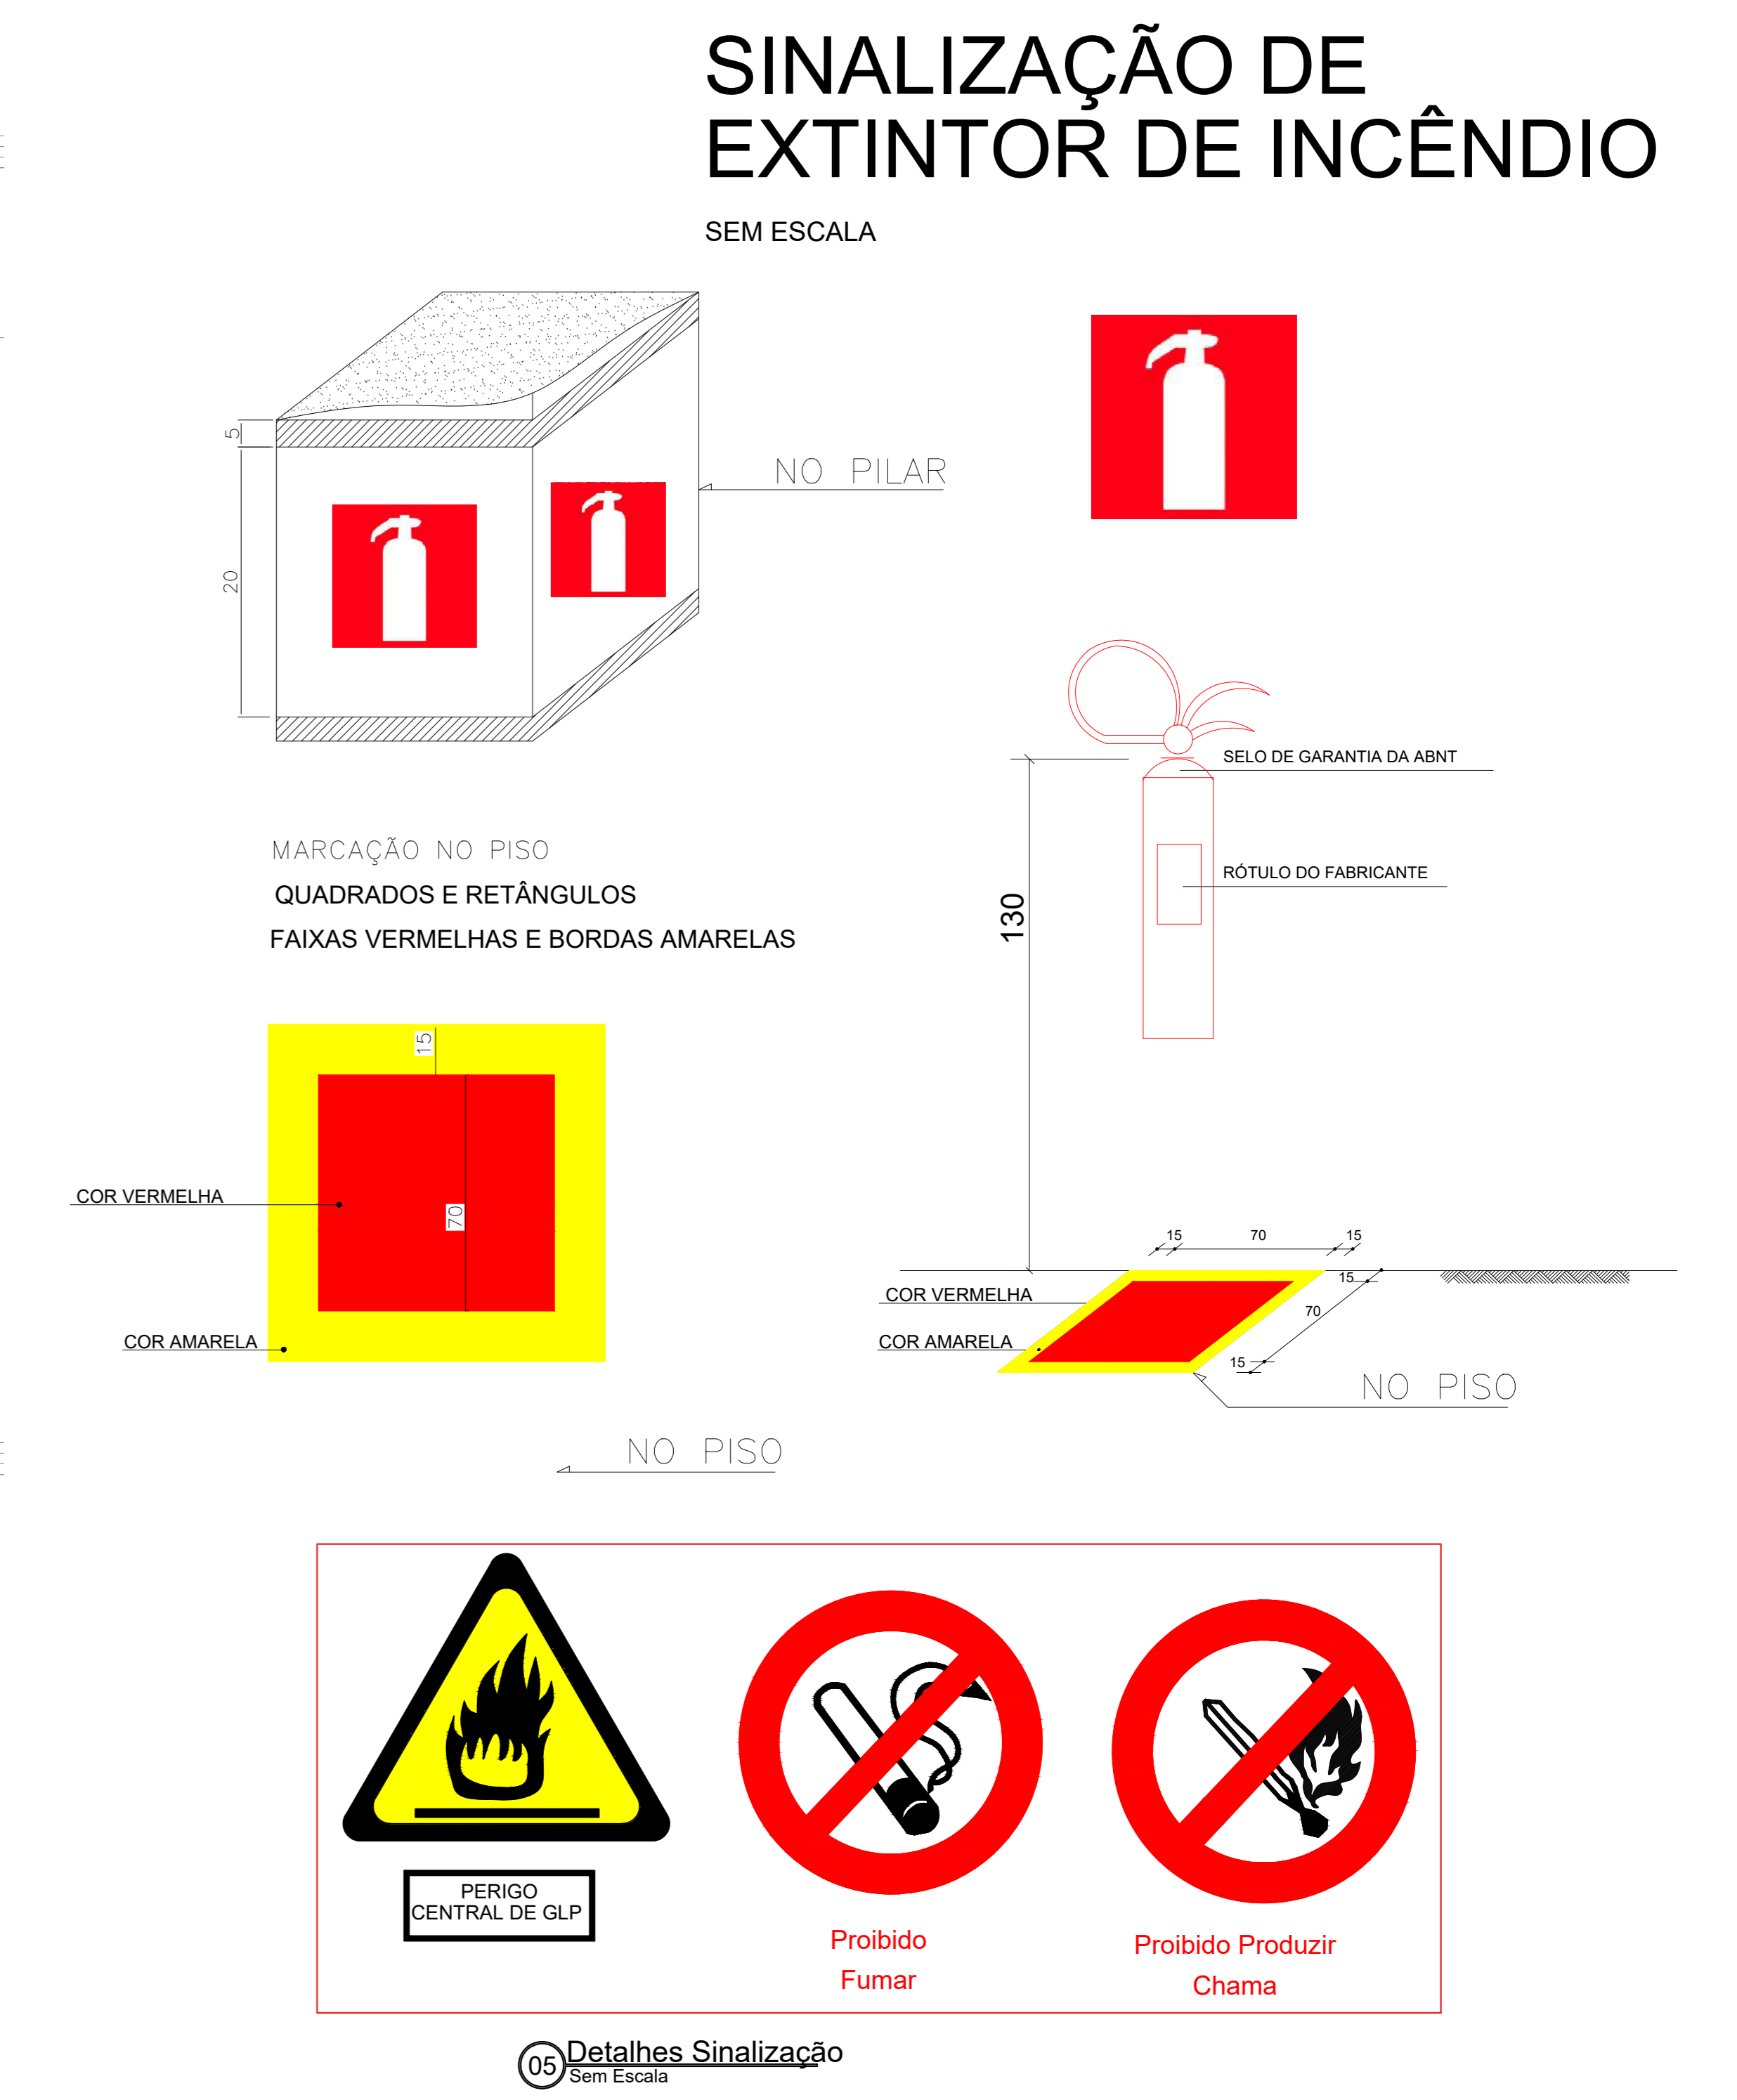 SINALIZAÇÃO DE
EXTINTOR DE INCÊNDIO
SEM ESCALA
5
20
NO PILAR
SELO DE GARANTIA DA ABNT
RÓTULO DO FABRICANTE
130
MARCAÇÃO NO PISO
QUADRADOS E RETÂNGULOS
FAIXAS VERMELHAS E BORDAS AMARELAS
15
70
COR VERMELHA
COR AMARELA
NO PISO
15 70 15
15
70
15
COR VERMELHA
COR AMARELA
NO PISO
PERIGO
CENTRAL DE GLP
Proibido
Fumar
Proibido Produzir
Chama
05 Detalhes Sinalização
Sem Escala